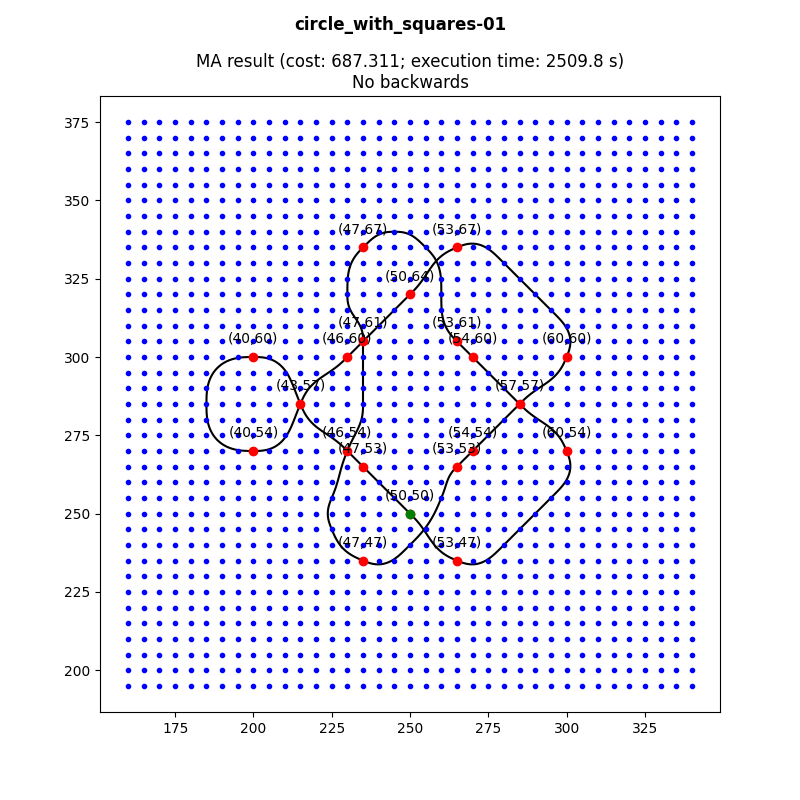 circle_with_squares-01
MA result (cost: 687.311; execution time: 2509.8 s)
No backwards
375
350
(47,67) (53,67)
325
(50,64)
(47,61) (53,61)
(40,60) (46,60) (54,60) (60,60)
300
(43,57) (57,57)
(40,54) (46,54) (54,54) (60,54)
275
(47,53) (53,53)
(50,50)
250
(47,47) (53,47)
225
200
175 200 225 250 275 300 325